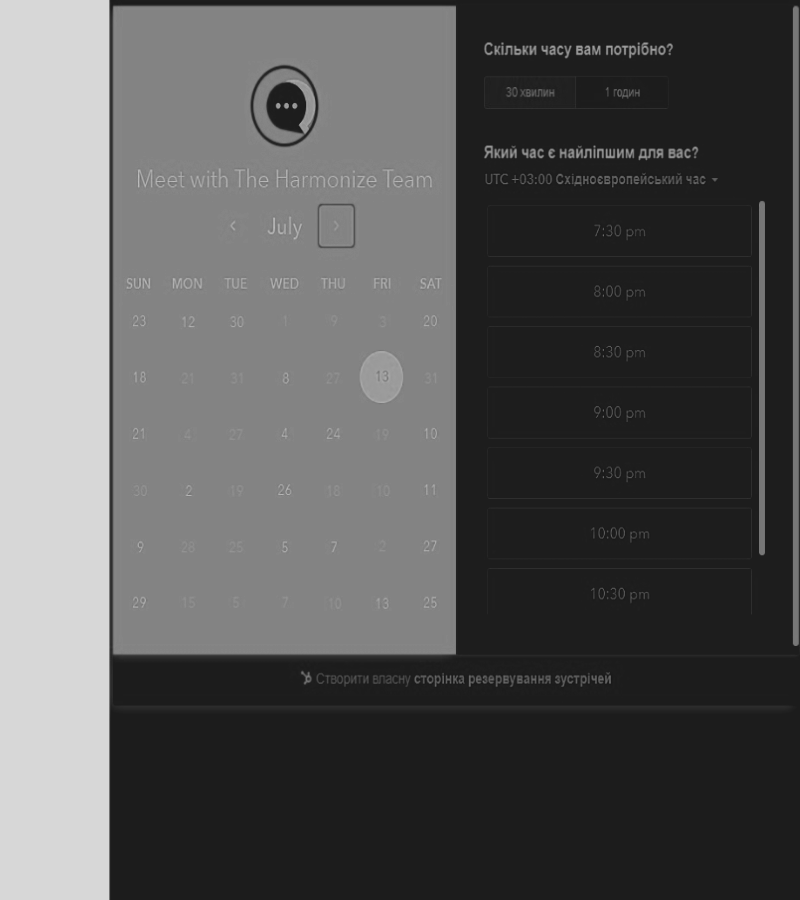 Meet with The Harmonize Team
July
SUN MON TUE WED THU FRI SAT
23 12 30 1 9 3 20
18 21 31 8 27 13 31
21 4 27 4 24 19 10
30 2 19 26 18 10 11
9 28 25 5 7 2 27
29 15 5 7 10 13 25
Скільки часу вам потрібно?
30 хвилин 1 годин
Який час є найліпшим для вас?
UTC +03:00 Східноєвропейський час
7:30 pm
8:00 pm
8:30 pm
9:00 pm
9:30 pm
10:00 pm
10:30 pm
Створити власну сторінка резервування зустрічей